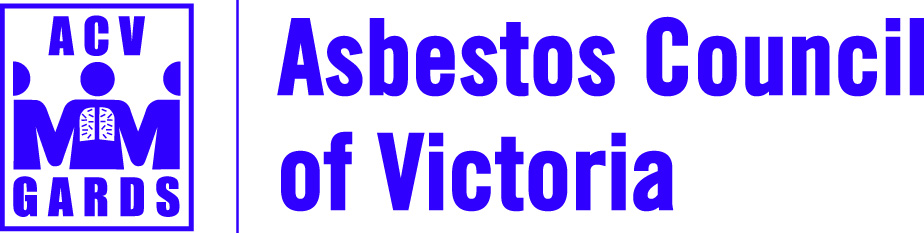 ACV
GARDS
Asbestos Council
of Victoria